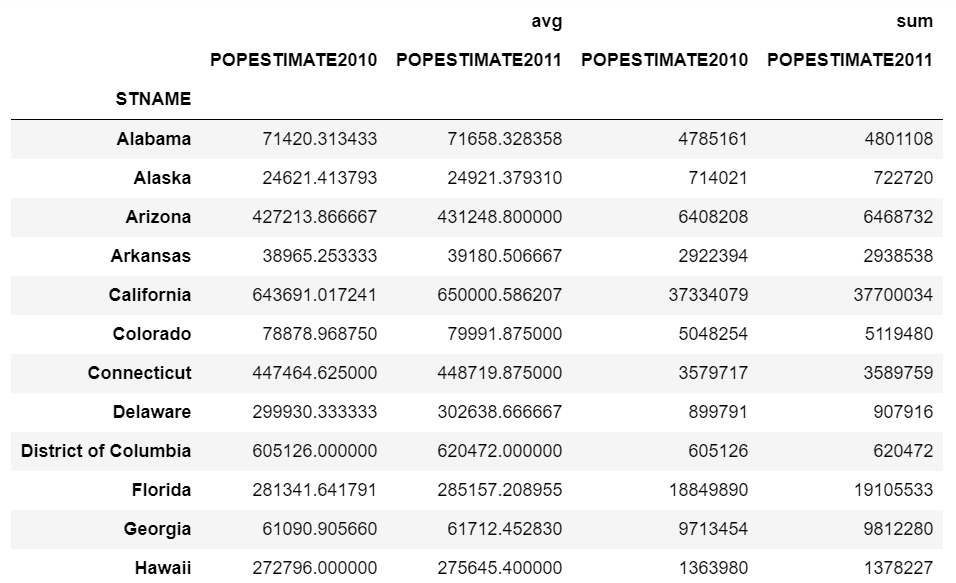 avg sum
POPESTIMATE2010 POPESTIMATE2011 POPESTIMATE2010 POPESTIMATE2011
STNAME
Alabama 71420.313433 71658.328358 4785161 4801108
Alaska 24621.413793 24921.379310 714021 722720
Arizona 427213.866667 431248.800000 6408208 6468732
Arkansas 38965.253333 39180.506667 2922394 2938538
California 643691.017241 650000.586207 37334079 37700034
Colorado 78878.968750 79991.875000 5048254 5119480
Connecticut 447464.625000 448719.875000 3579717 3589759
Delaware 299930.333333 302638.666667 899791 907916
District of Columbia 605126.000000 620472.000000 605126 620472
Florida 281341.641791 285157.208955 18849890 19105533
Georgia 61090.905660 61712.452830 9713454 9812280
Hawaii 272796.000000 275645.400000 1363980 1378227